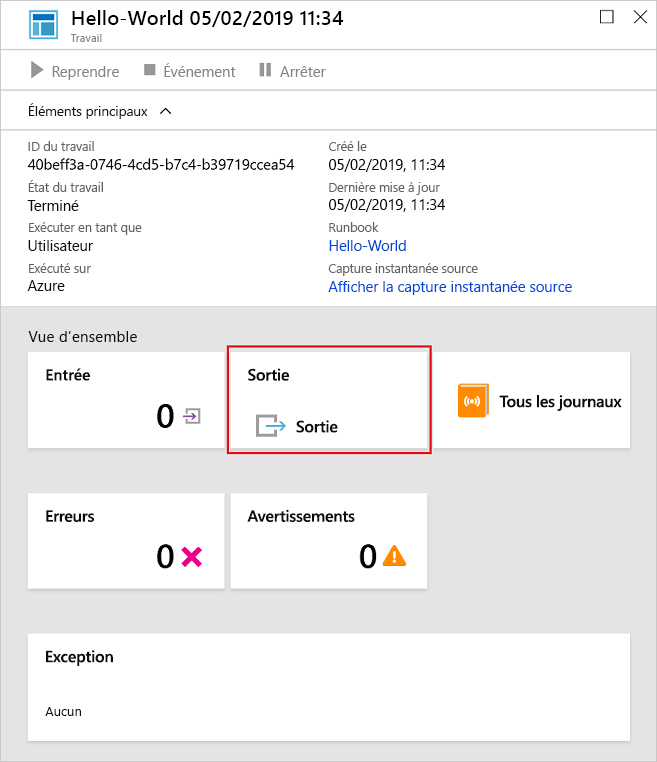 Hello-World 05/02/2019 11:34
Travail
Reprendre Événement Arrêter
Éléments principaux
ID du travail
40beff3a-0746-4cd5-b7c4-b39719ccea54
État du travail
Terminé
Exécuter en tant que
Utilisateur
Exécuté sur
Azure
Créé le
05/02/2019, 11:34
Dernière mise à jour
05/02/2019, 11:34
Runbook
Hello-World
Capture instantanée source
Afficher la capture instantanée source
Vue d'ensemble
Entrée
0
Sortie
Sortie
Tous les journaux
Erreurs
0
Avertissements
0
Exception
Aucun